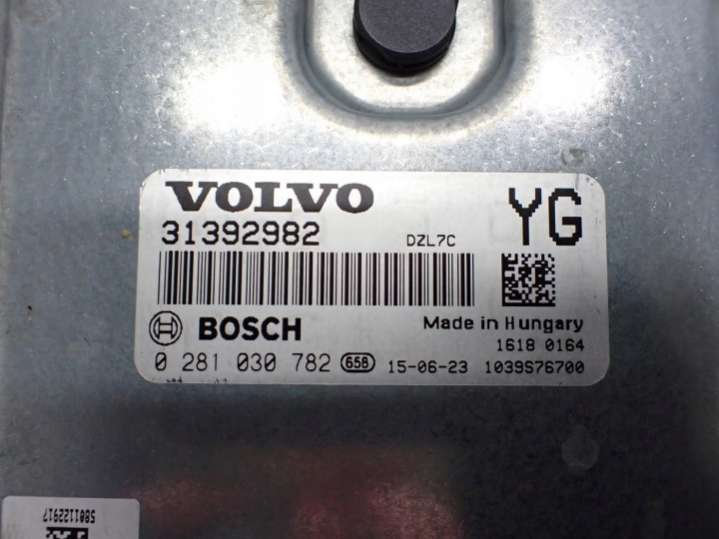 VOLVO YG
31392982 DZL7C
BOSCH Made in Hungary
1618 0164
0 281 030 782 658 15-06-23 1039S76700
5801122917